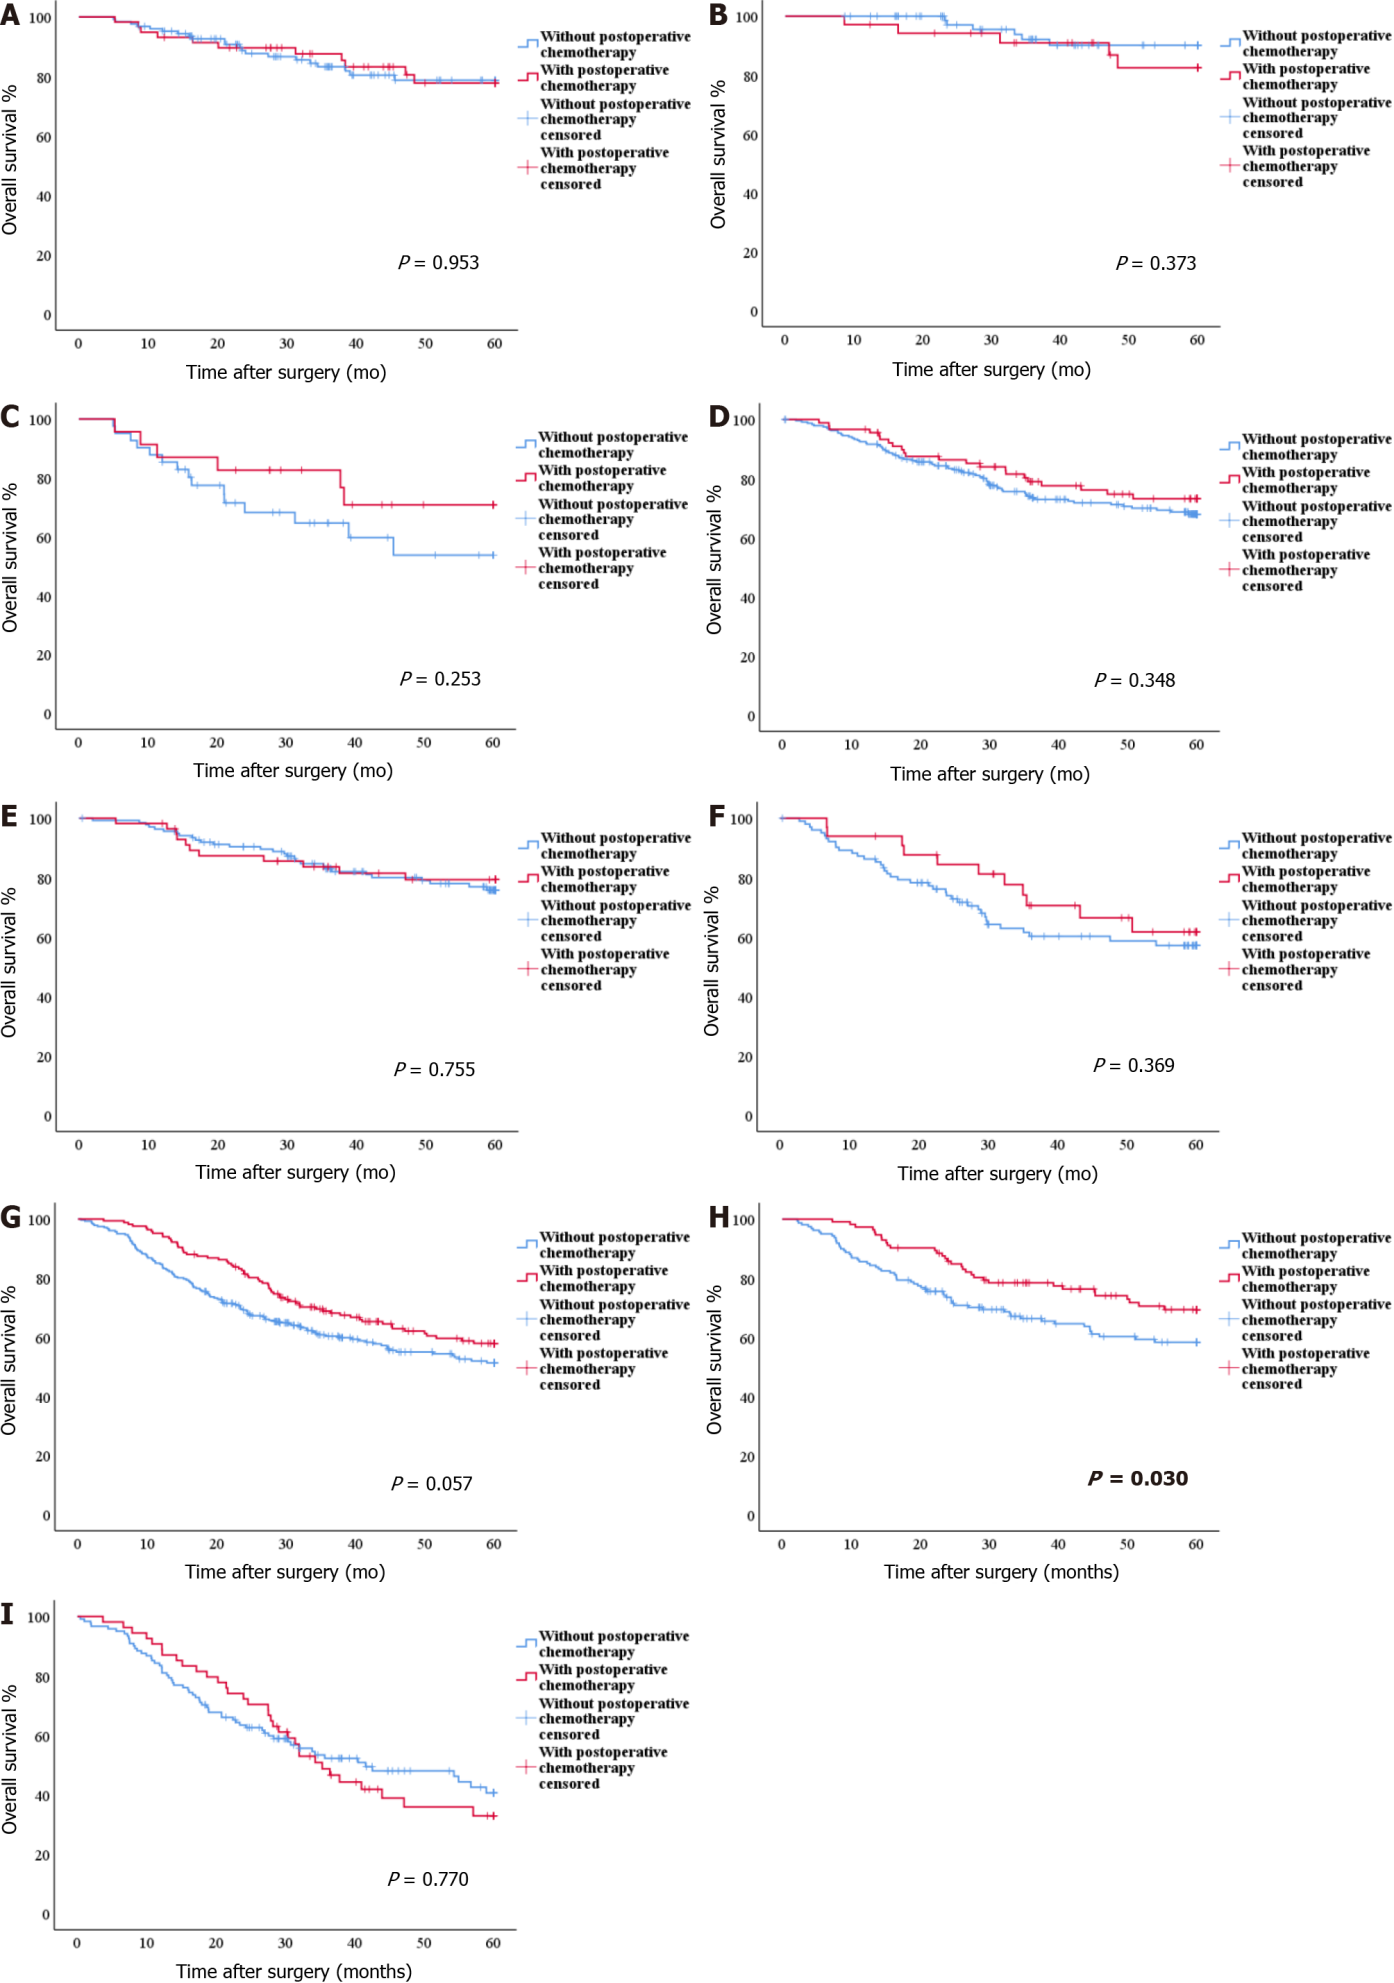 A
Overall survival %
100
80
60
40
20
0
0 10 20 30 40 50 60
Time after surgery (mo)
P = 0.953
Without postoperative
chemotherapy
With postoperative
chemotherapy
Without postoperative
chemotherapy
censored
With postoperative
chemotherapy
censored
B
Overall survival %
100
80
60
40
20
0
0 10 20 30 40 50 60
Time after surgery (mo)
P = 0.373
Without postoperative
chemotherapy
With postoperative
chemotherapy
Without postoperative
chemotherapy
censored
With postoperative
chemotherapy
censored
C
Overall survival %
100
80
60
40
20
0
0 10 20 30 40 50 60
Time after surgery (mo)
P = 0.253
Without postoperative
chemotherapy
With postoperative
chemotherapy
Without postoperative
chemotherapy
censored
With postoperative
chemotherapy
censored
D
Overall survival %
100
80
60
40
20
0
0 10 20 30 40 50 60
Time after surgery (mo)
P = 0.348
Without postoperative
chemotherapy
With postoperative
chemotherapy
Without postoperative
chemotherapy
censored
With postoperative
chemotherapy
censored
E
Overall survival %
100
80
60
40
20
0
0 10 20 30 40 50 60
Time after surgery (mo)
P = 0.755
Without postoperative
chemotherapy
With postoperative
chemotherapy
Without postoperative
chemotherapy
censored
With postoperative
chemotherapy
censored
F
Overall survival %
100
80
60
40
20
0
0 10 20 30 40 50 60
Time after surgery (mo)
P = 0.369
Without postoperative
chemotherapy
With postoperative
chemotherapy
Without postoperative
chemotherapy
censored
With postoperative
chemotherapy
censored
G
Overall survival %
100
80
60
40
20
0
0 10 20 30 40 50 60
Time after surgery (mo)
P = 0.057
Without postoperative
chemotherapy
With postoperative
chemotherapy
Without postoperative
chemotherapy
censored
With postoperative
chemotherapy
censored
H
Overall survival %
100
80
60
40
20
0
0 10 20 30 40 50 60
Time after surgery (months)
P = 0.030
Without postoperative
chemotherapy
With postoperative
chemotherapy
Without postoperative
chemotherapy
censored
With postoperative
chemotherapy
censored
I
Overall survival %
100
80
60
40
20
0
0 10 20 30 40 50 60
Time after surgery (months)
P = 0.770
Without postoperative
chemotherapy
With postoperative
chemotherapy
Without postoperative
chemotherapy
censored
With postoperative
chemotherapy
censored